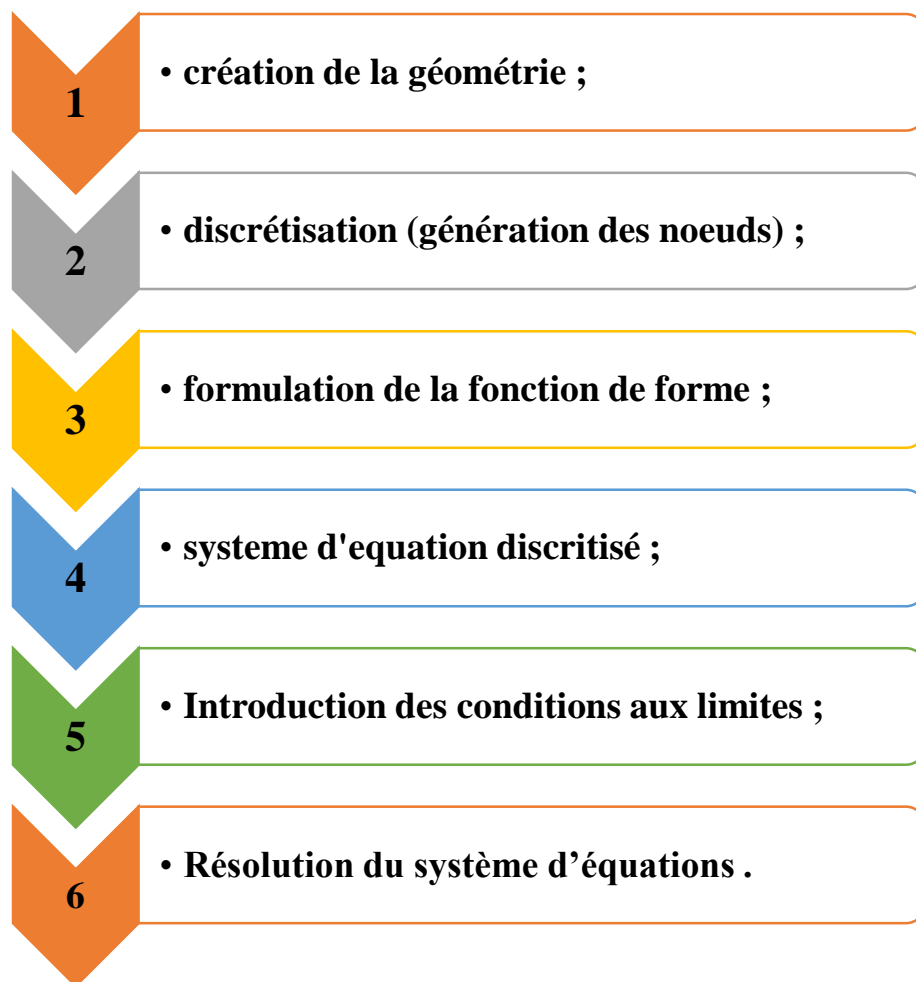 1
• création de la géométrie ;
2
• discrétisation (génération des noeuds) ;
3
• formulation de la fonction de forme ;
4
• systeme d'equation discritisé ;
5
• Introduction des conditions aux limites ;
6
• Résolution du système d’équations .